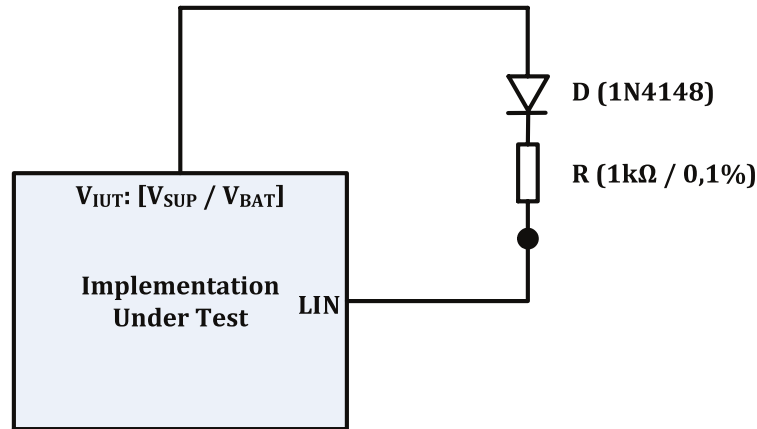 D (1N4148)
R (1kΩ / 0,1%)
VIUT: [VSUP / VBAT]
Implementation
Under Test
LIN